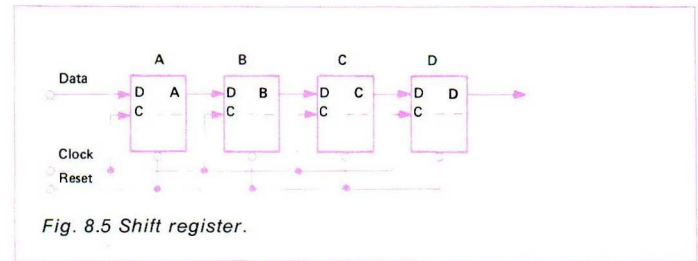 A B C D
Data
D A D B D C D D
C C C C
Clock
Reset
Fig. 8.5 Shift register.